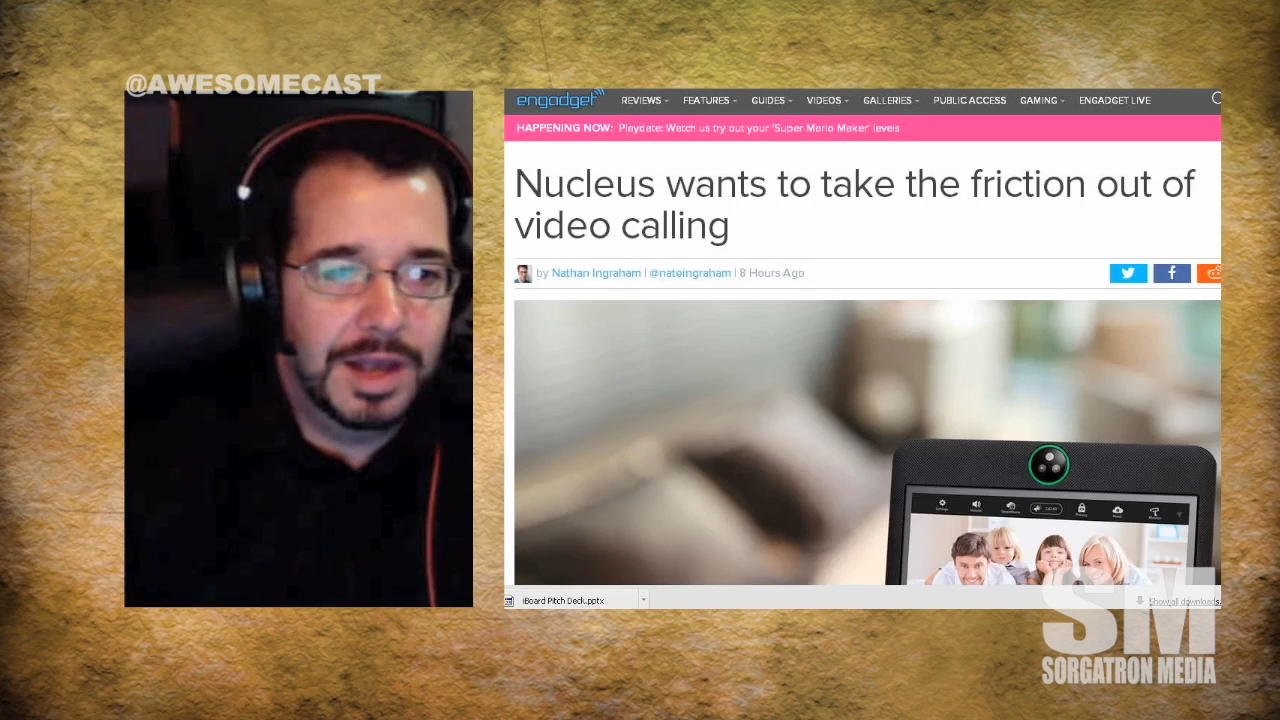 @AWESOMECAST
engadget
REVIEWS FEATURES GUIDES VIDEOS GALLERIES PUBLIC ACCESS GAMING ENGADGET LIVE
HAPPENING NOW: Playdate: Watch us try out your 'Super Mario Maker' levels
Nucleus wants to take the friction out of
video calling
by Nathan Ingraham | @nateingraham | 8 Hours Ago
iBoard Pitch Deck.pptx
Show all downloads.
SM
SORGATRON MEDIA